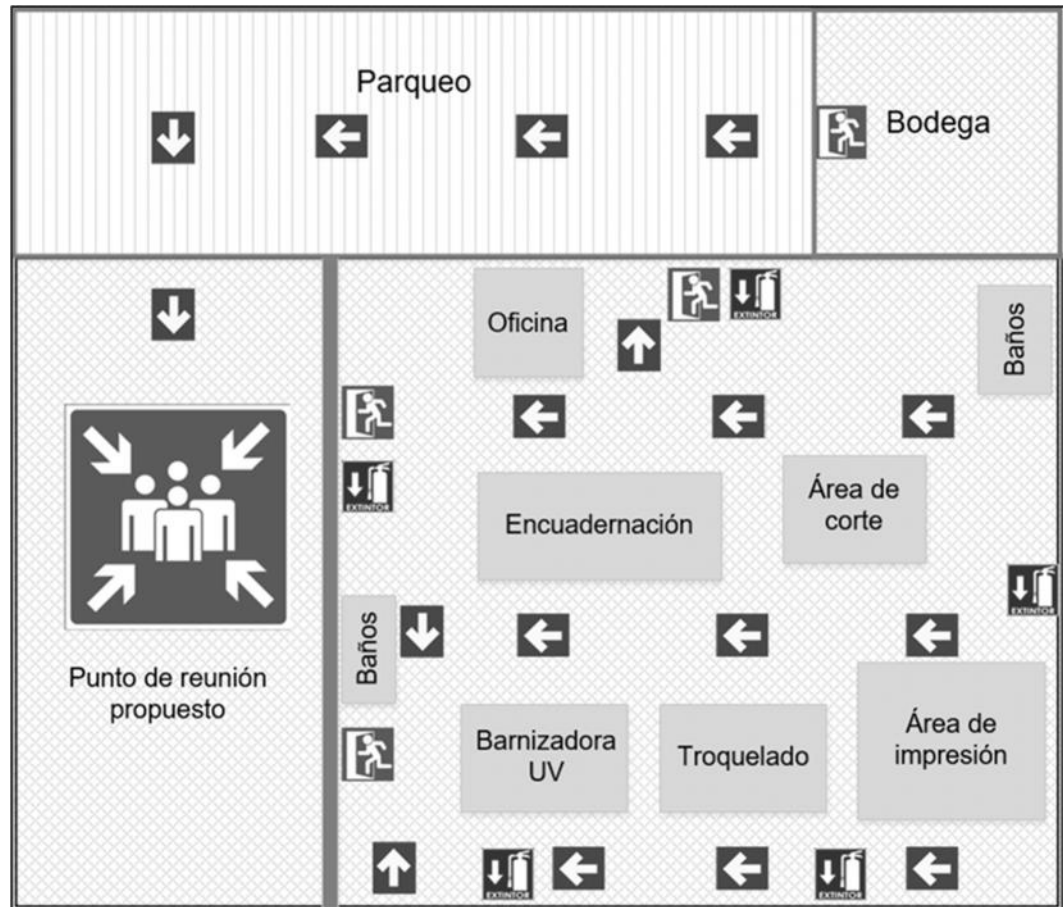 Parqueo
Bodega
Oficina
EXTINTOR
Baños
EXTINTOR
Encuadernación
Área de
corte
EXTINTOR
Baños
Punto de reunión
propuesto
Barnizadora
UV
Troquelado
Área de
impresión
EXTINTOR
EXTINTOR